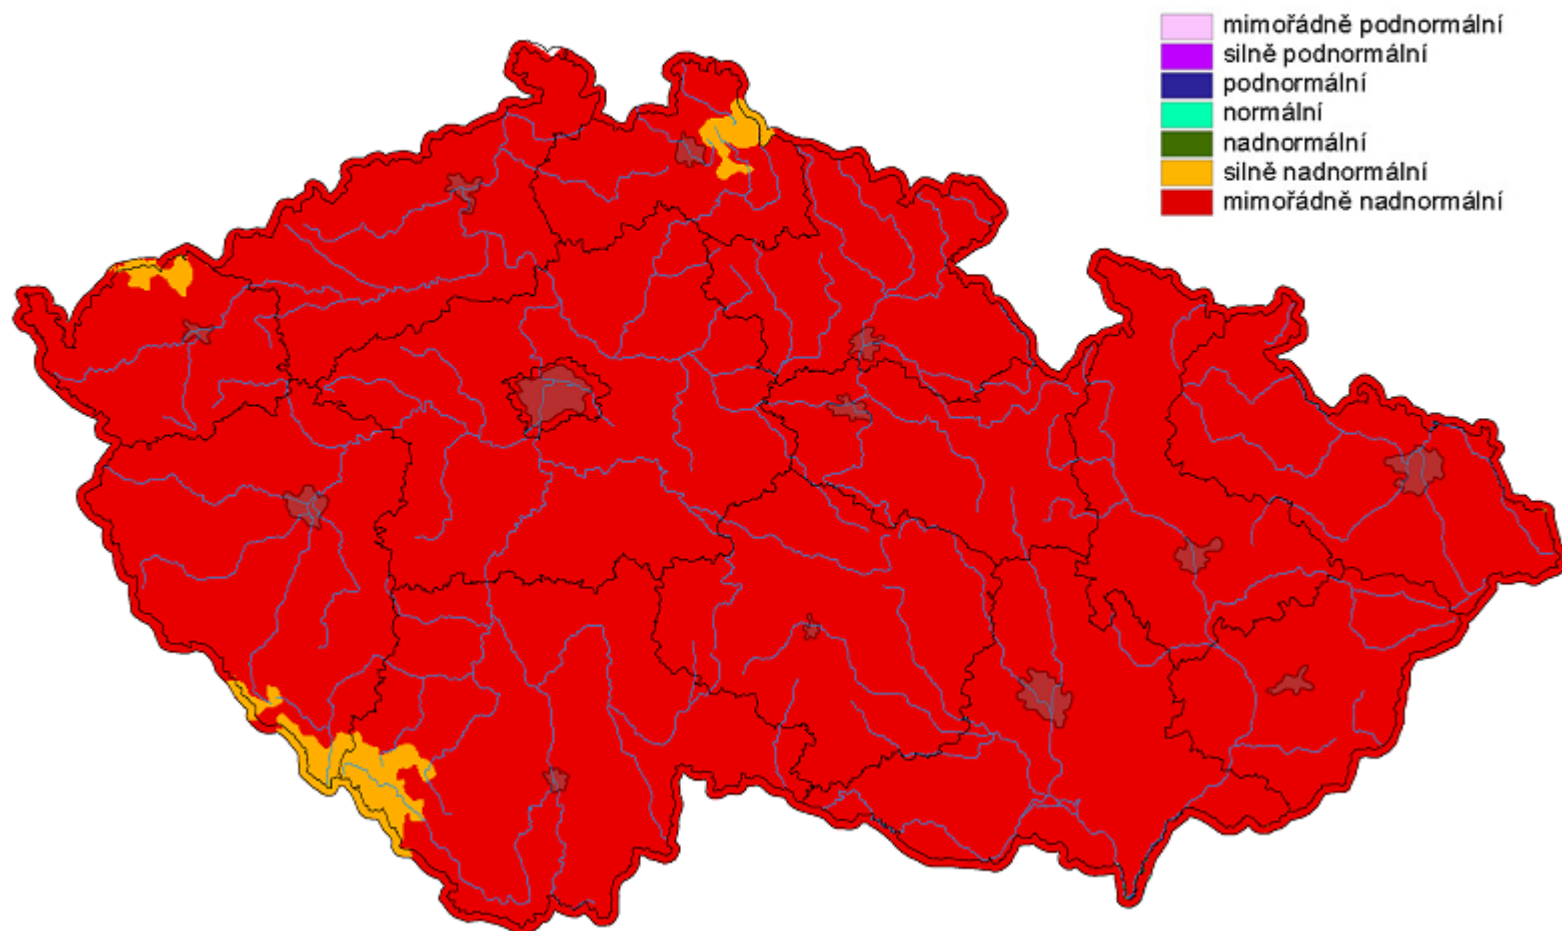 mimořádně podnormální
silně podnormální
podnormální
normální
nadnormální
silně nadnormální
mimořádně nadnormální